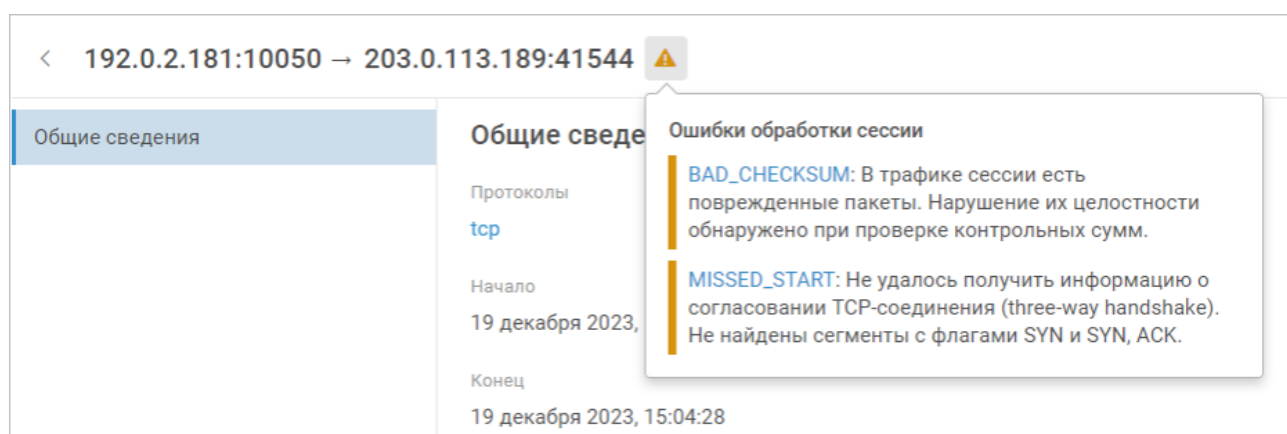 192.0.2.181:10050 → 203.0.113.189:41544
Общие сведения
Общие сведе
Протоколы
tcp
Начало
19 декабря 2023,
Конец
19 декабря 2023, 15:04:28
Ошибки обработки сессии
BAD_CHECKSUM: В трафике сессии есть
поврежденные пакеты. Нарушение их целостности
обнаружено при проверке контрольных сумм.
MISSED_START: Не удалось получить информацию о
согласовании TCP-соединения (three-way handshake).
Не найдены сегменты с флагами SYN и SYN, ACK.